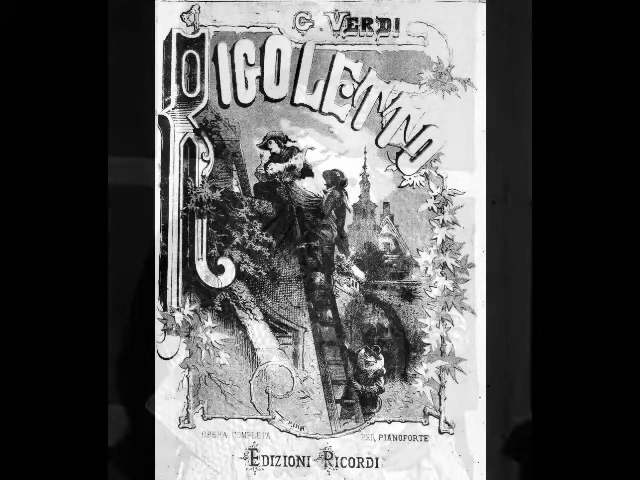 G. VERDI
RIGOLETTO
OPERA COMPLETA PER PIANOFORTE
EDIZIONI RICORDI